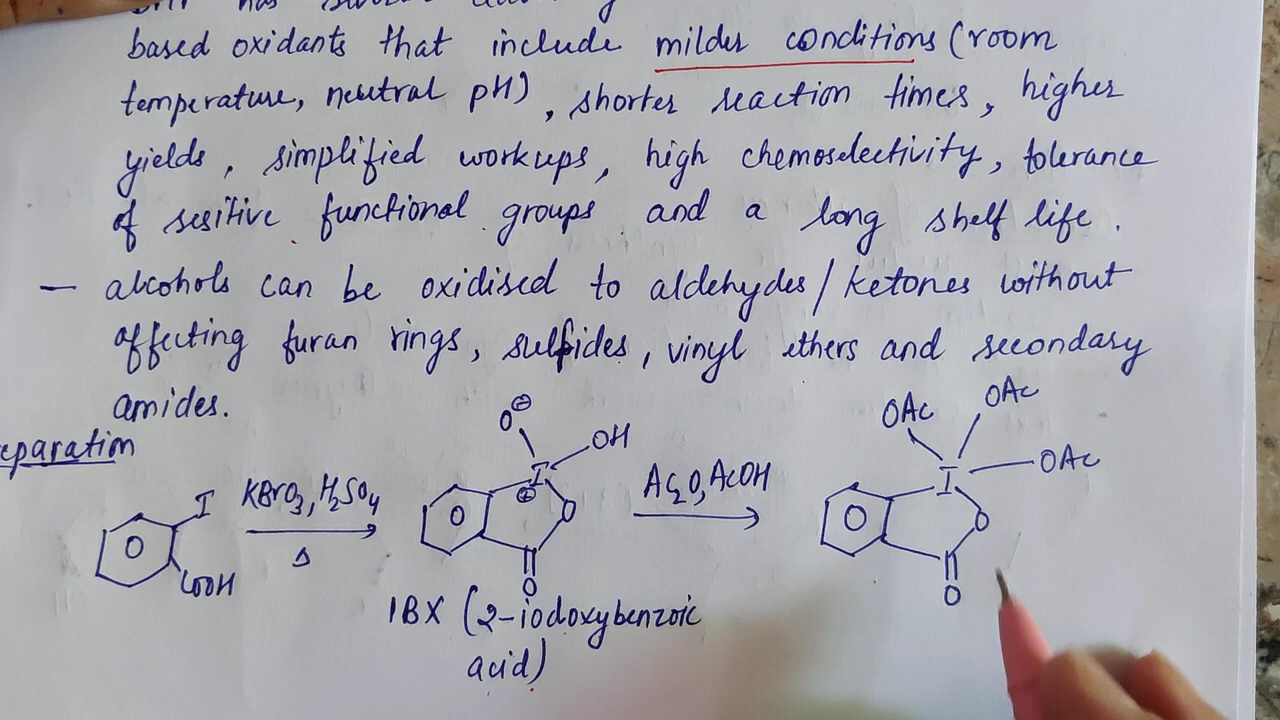 has
based oxidants that include milder conditions (room
temperature, neutral pH), shorter reaction times, higher
yields, simplified workups, high chemoselectivity, tolerance
of sesitive functional groups and a long shelf life.
— alcohols can be oxidised to aldehydes/ketones without
affecting furan rings, sulfides, vinyl ethers and secondary
amides.
eparation
I
COOH
KBrO3, H2SO4
Δ
O⊖
OH
I
⊕
O
O
Ac2O, AcOH
OAc
OAc
OAc
I
O
O
IBX (2-iodoxybenzoic
acid)